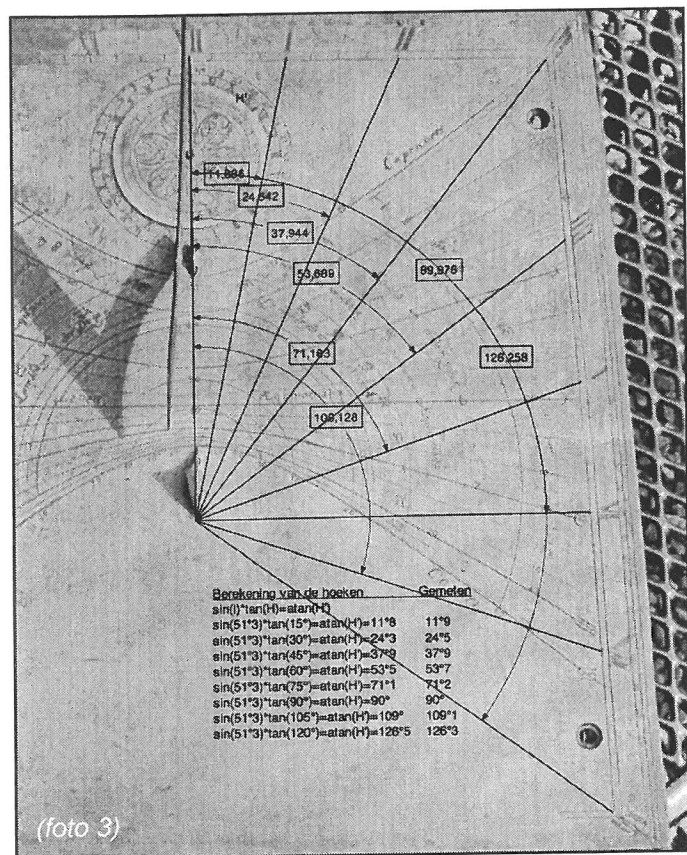 H'
11,886
24,542
37,944
53,689
89,876
71,163
126,258
109,128
Capricorni
Berekening van de hoeken Gemeten
sin(i)*tan(H)=atan(H')
sin(51°3)*tan(15°)=atan(H')=11°8 11°9
sin(51°3)*tan(30°)=atan(H')=24°3 24°5
sin(51°3)*tan(45°)=atan(H')=37°9 37°9
sin(51°3)*tan(60°)=atan(H')=53°5 53°7
sin(51°3)*tan(75°)=atan(H')=71°1 71°2
sin(51°3)*tan(90°)=atan(H')=90° 90°
sin(51°3)*tan(105°)=atan(H')=109° 109°1
sin(51°3)*tan(120°)=atan(H')=126°5 126°3
(foto 3)